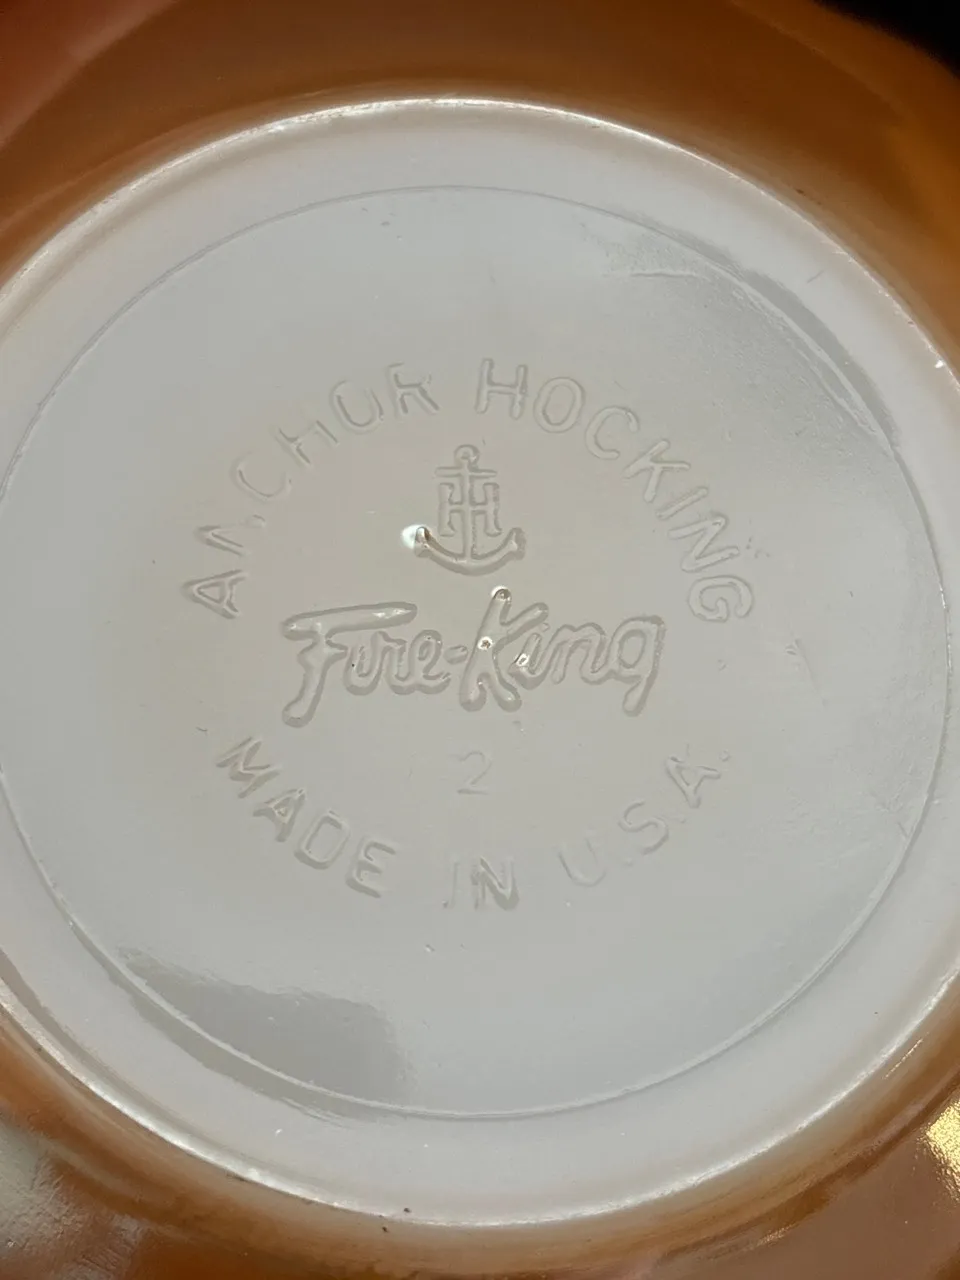 ANCHOR HOCKING
H
Fire-King
2
MADE IN U.S.A.